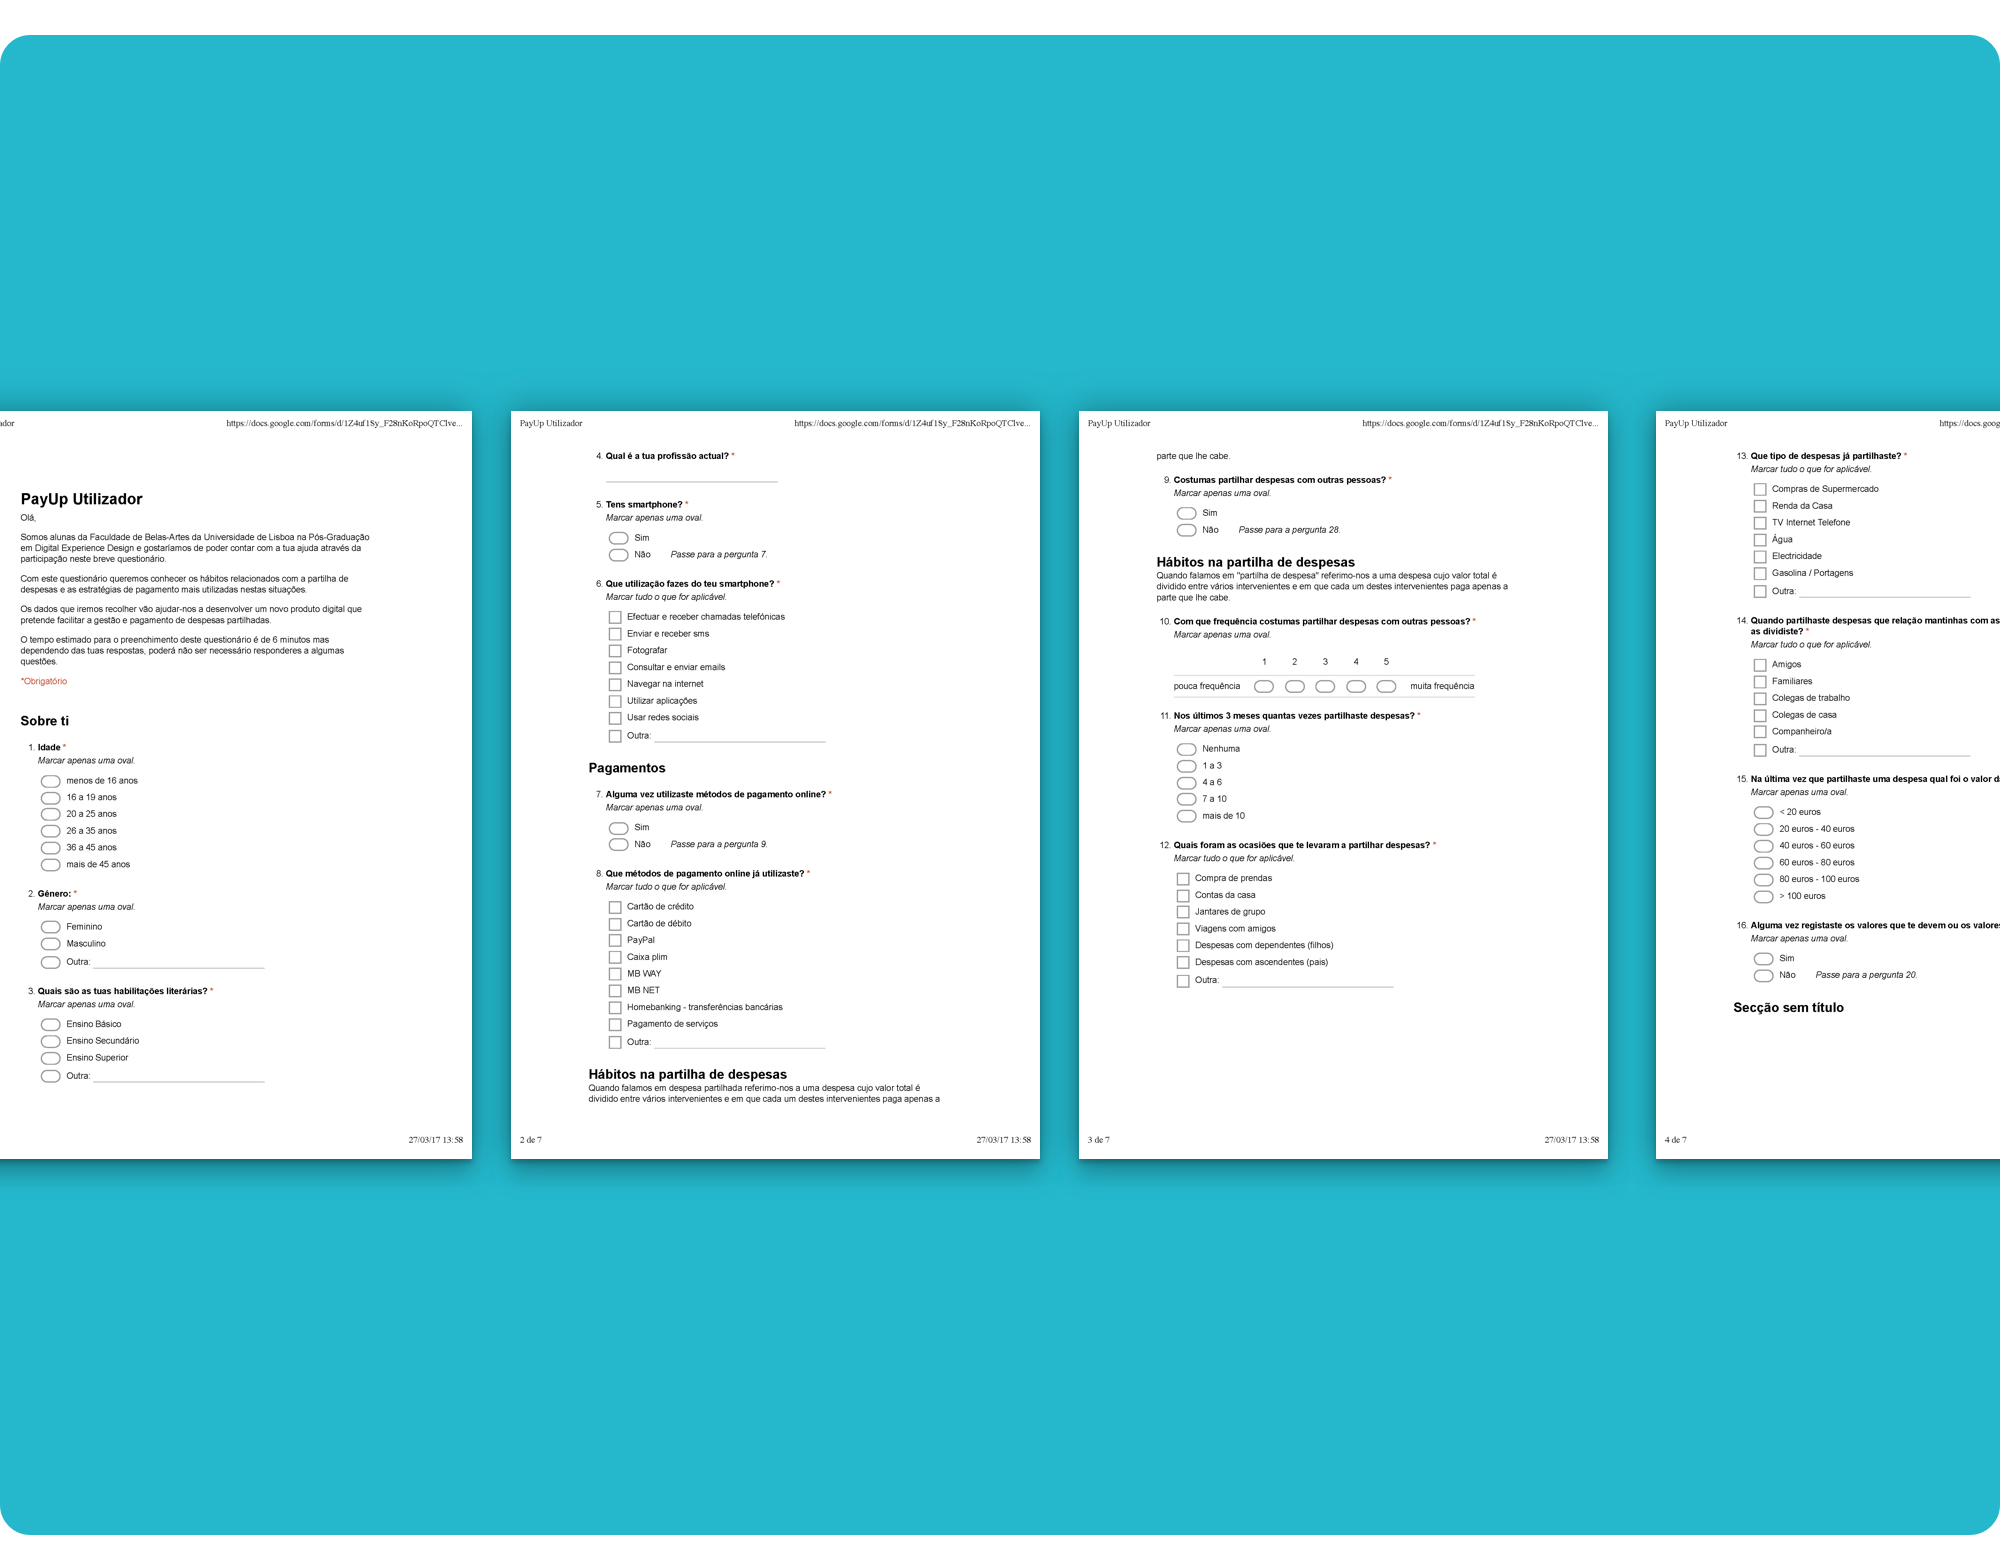 ador https://docs.google.com/forms/d/1Z4uf1Sy_F28nKoRpoQTClve...
PayUp Utilizador
Olá,
Somos alunas da Faculdade de Belas-Artes da Universidade de Lisboa na Pós-Graduação
em Digital Experience Design e gostaríamos de poder contar com a tua ajuda através da
participação neste breve questionário.
Com este questionário queremos conhecer os hábitos relacionados com a partilha de
despesas e as estratégias de pagamento mais utilizadas nestas situações.
Os dados que iremos recolher vão ajudar-nos a desenvolver um novo produto digital que
pretende facilitar a gestão e pagamento de despesas partilhadas.
O tempo estimado para o preenchimento deste questionário é de 6 minutos mas
dependendo das tuas respostas, poderá não ser necessário responderes a algumas
questões.
*Obrigatório
Sobre ti
1. Idade *
Marcar apenas uma oval.
menos de 16 anos
16 a 19 anos
20 a 25 anos
26 a 35 anos
36 a 45 anos
mais de 45 anos
2. Género: *
Marcar apenas uma oval.
Feminino
Masculino
Outra:
3. Quais são as tuas habilitações literárias? *
Marcar apenas uma oval.
Ensino Básico
Ensino Secundário
Ensino Superior
Outra:
27/03/17 13:58
PayUp Utilizador https://docs.google.com/forms/d/1Z4uf1Sy_F28nKoRpoQTClve...
4. Qual é a tua profissão actual? *
5. Tens smartphone? *
Marcar apenas uma oval.
Sim
Não Passe para a pergunta 7.
6. Que utilização fazes do teu smartphone? *
Marcar tudo o que for aplicável.
Efectuar e receber chamadas telefónicas
Enviar e receber sms
Fotografar
Consultar e enviar emails
Navegar na internet
Utilizar aplicações
Usar redes sociais
Outra:
Pagamentos
7. Alguma vez utilizaste métodos de pagamento online? *
Marcar apenas uma oval.
Sim
Não Passe para a pergunta 9.
8. Que métodos de pagamento online já utilizaste? *
Marcar tudo o que for aplicável.
Cartão de crédito
Cartão de débito
PayPal
Caixa plim
MB WAY
MB NET
Homebanking - transferências bancárias
Pagamento de serviços
Outra:
Hábitos na partilha de despesas
Quando falamos em despesa partilhada referimo-nos a uma despesa cujo valor total é
dividido entre vários intervenientes e em que cada um destes intervenientes paga apenas a
2 de 7 27/03/17 13:58
PayUp Utilizador https://docs.google.com/forms/d/1Z4uf1Sy_F28nKoRpoQTClve...
parte que lhe cabe.
9. Costumas partilhar despesas com outras pessoas? *
Marcar apenas uma oval.
Sim
Não Passe para a pergunta 28.
Hábitos na partilha de despesas
Quando falamos em "partilha de despesa" referimo-nos a uma despesa cujo valor total é
dividido entre vários intervenientes e em que cada um destes intervenientes paga apenas a
parte que lhe cabe.
10. Com que frequência costumas partilhar despesas com outras pessoas? *
Marcar apenas uma oval.
1 2 3 4 5
pouca frequência muita frequência
11. Nos últimos 3 meses quantas vezes partilhaste despesas? *
Marcar apenas uma oval.
Nenhuma
1 a 3
4 a 6
7 a 10
mais de 10
12. Quais foram as ocasiões que te levaram a partilhar despesas? *
Marcar tudo o que for aplicável.
Compra de prendas
Contas da casa
Jantares de grupo
Viagens com amigos
Despesas com dependentes (filhos)
Despesas com ascendentes (pais)
Outra:
3 de 7 27/03/17 13:58
PayUp Utilizador https://docs.goog
13. Que tipo de despesas já partilhaste? *
Marcar tudo o que for aplicável.
Compras de Supermercado
Renda da Casa
TV Internet Telefone
Água
Electricidade
Gasolina / Portagens
Outra:
14. Quando partilhaste despesas que relação mantinhas com as
as dividiste? *
Marcar tudo o que for aplicável.
Amigos
Familiares
Colegas de trabalho
Colegas de casa
Companheiro/a
Outra:
15. Na última vez que partilhaste uma despesa qual foi o valor d
Marcar apenas uma oval.
< 20 euros
20 euros - 40 euros
40 euros - 60 euros
60 euros - 80 euros
80 euros - 100 euros
> 100 euros
16. Alguma vez registaste os valores que te devem ou os valores
Marcar apenas uma oval.
Sim
Não Passe para a pergunta 20.
Secção sem título
4 de 7